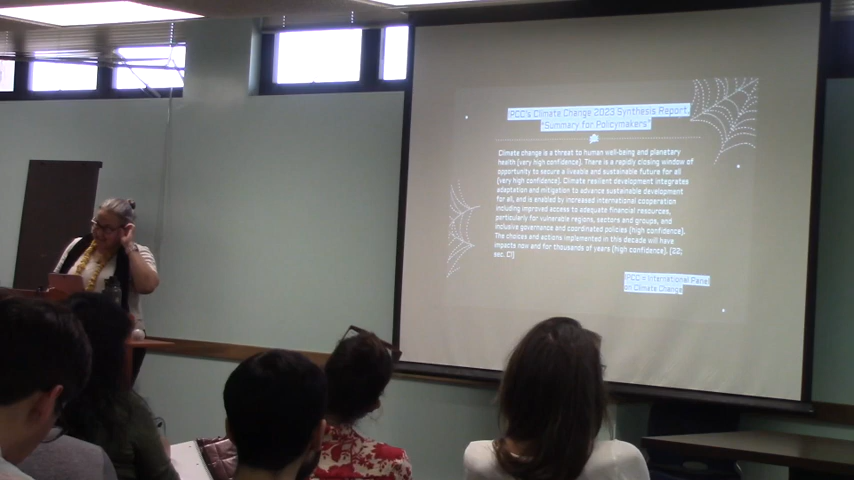 IPCC's Climate Change 2023 Synthesis Report,
"Summary for Policymakers"
Climate change is a threat to human well-being and planetary
health (very high confidence). There is a rapidly closing window of
opportunity to secure a liveable and sustainable future for all
(very high confidence). Climate resilient development integrates
adaptation and mitigation to advance sustainable development
for all, and is enabled by increased international cooperation
including improved access to adequate financial resources,
particularly for vulnerable regions, sectors and groups, and
inclusive governance and coordinated policies (high confidence).
The choices and actions implemented in this decade will have
impacts now and for thousands of years (high confidence). (22;
sec. C1)
IPCC = International Panel
on Climate Change